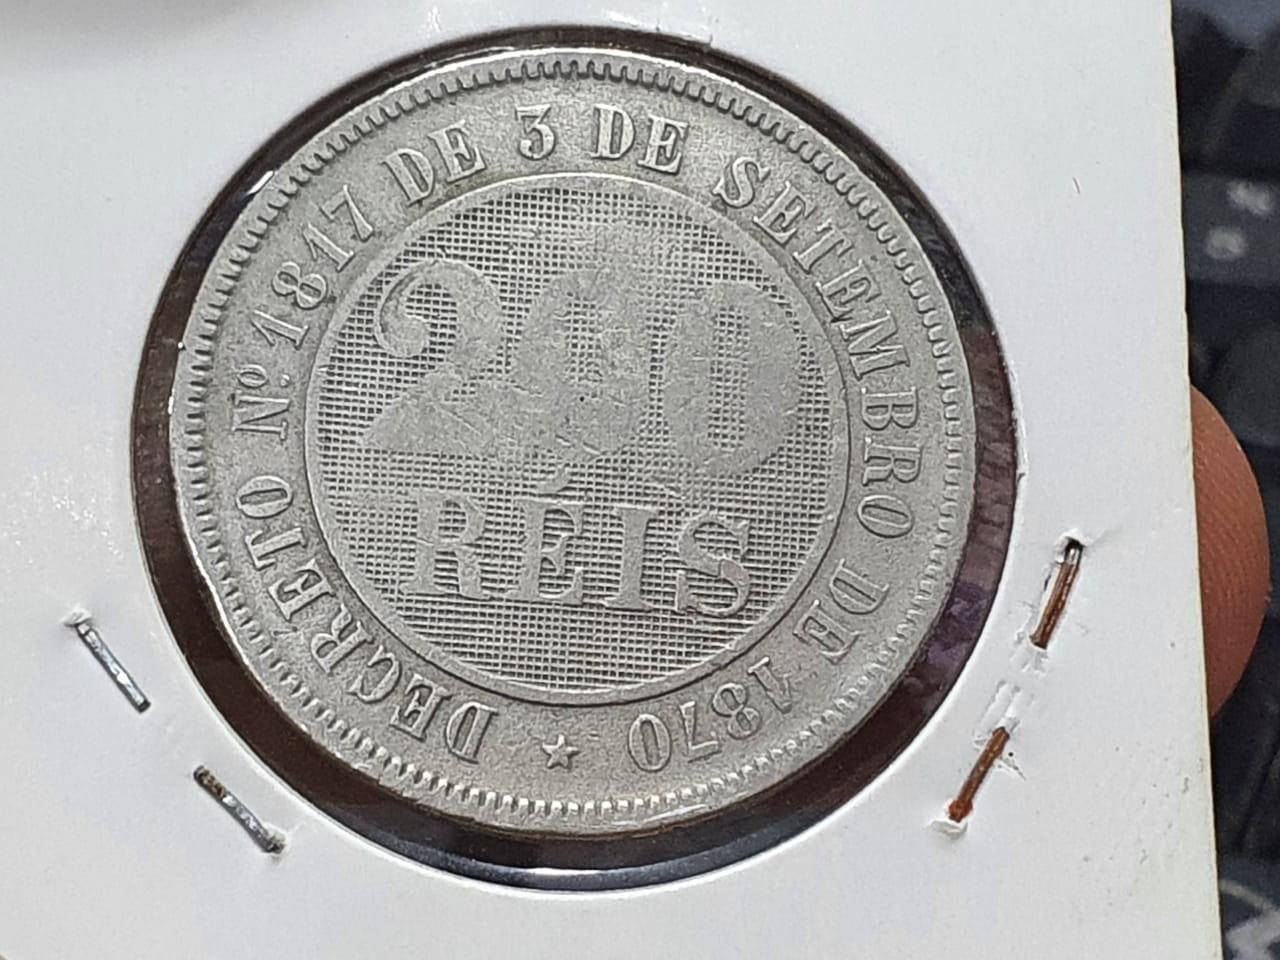 DECRETO Nº. 1817 DE 3 DE SETEMBRO DE 1870
200
RÉIS